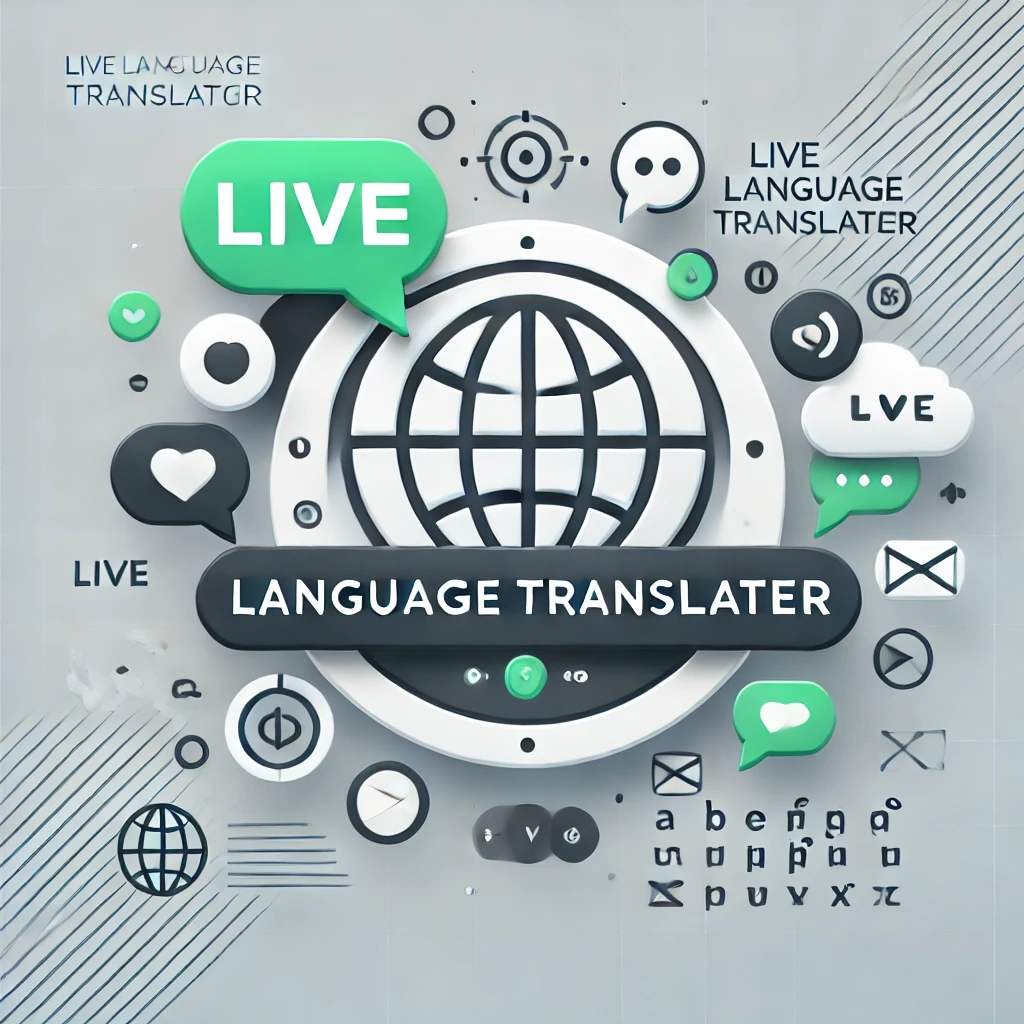 LIVE LANGUAGE
TRANSLATGR
LIVE
LIVE
LANGUAGE
TRANSLATER
LVE
LIVE
LANGUAGE TRANSLATER
a b e
p u v x